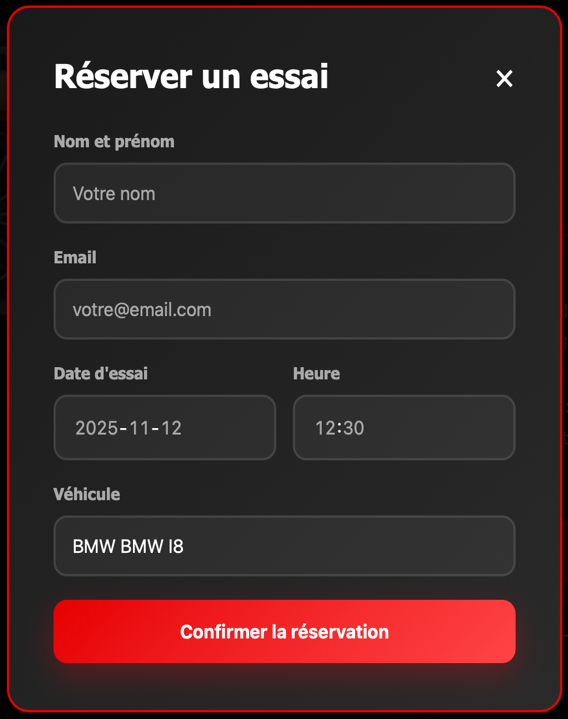 Réserver un essai ×
Nom et prénom
Votre nom
Email
votre@email.com
Date d'essai Heure
2025-11-12 12:30
Véhicule
BMW BMW I8
Confirmer la réservation